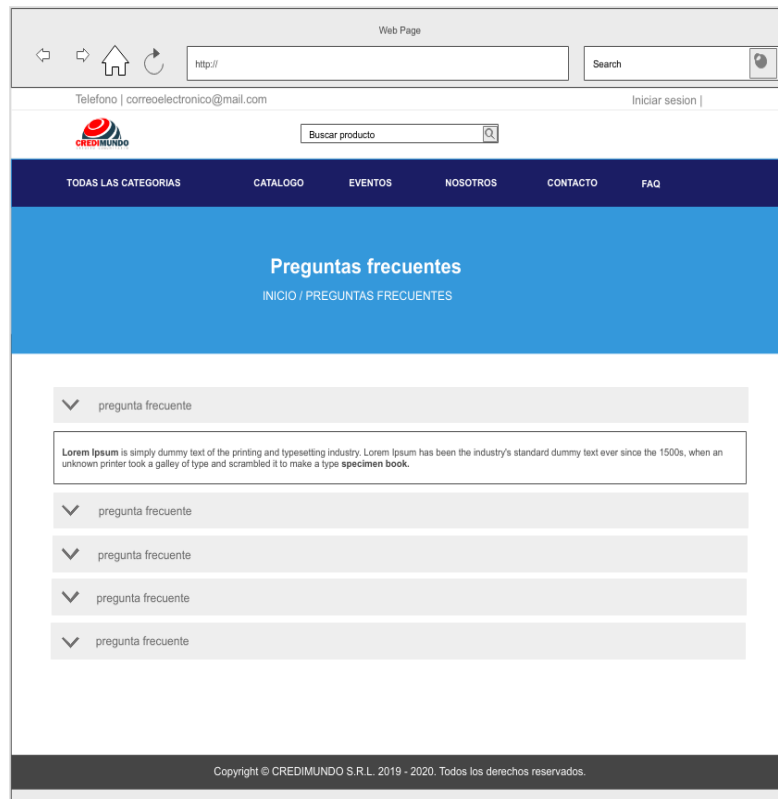 Web Page
http://
Search
Telefono | correoelectronico@mail.com
Iniciar sesion |
CREDIMUNDO
Buscar producto
TODAS LAS CATEGORIAS CATALOGO EVENTOS NOSOTROS CONTACTO FAQ
Preguntas frecuentes
INICIO / PREGUNTAS FRECUENTES
pregunta frecuente
Lorem Ipsum is simply dummy text of the printing and typesetting industry. Lorem Ipsum has been the industry's standard dummy text ever since the 1500s, when an
unknown printer took a galley of type and scrambled it to make a type specimen book.
pregunta frecuente
pregunta frecuente
pregunta frecuente
pregunta frecuente
Copyright © CREDIMUNDO S.R.L. 2019 - 2020. Todos los derechos reservados.